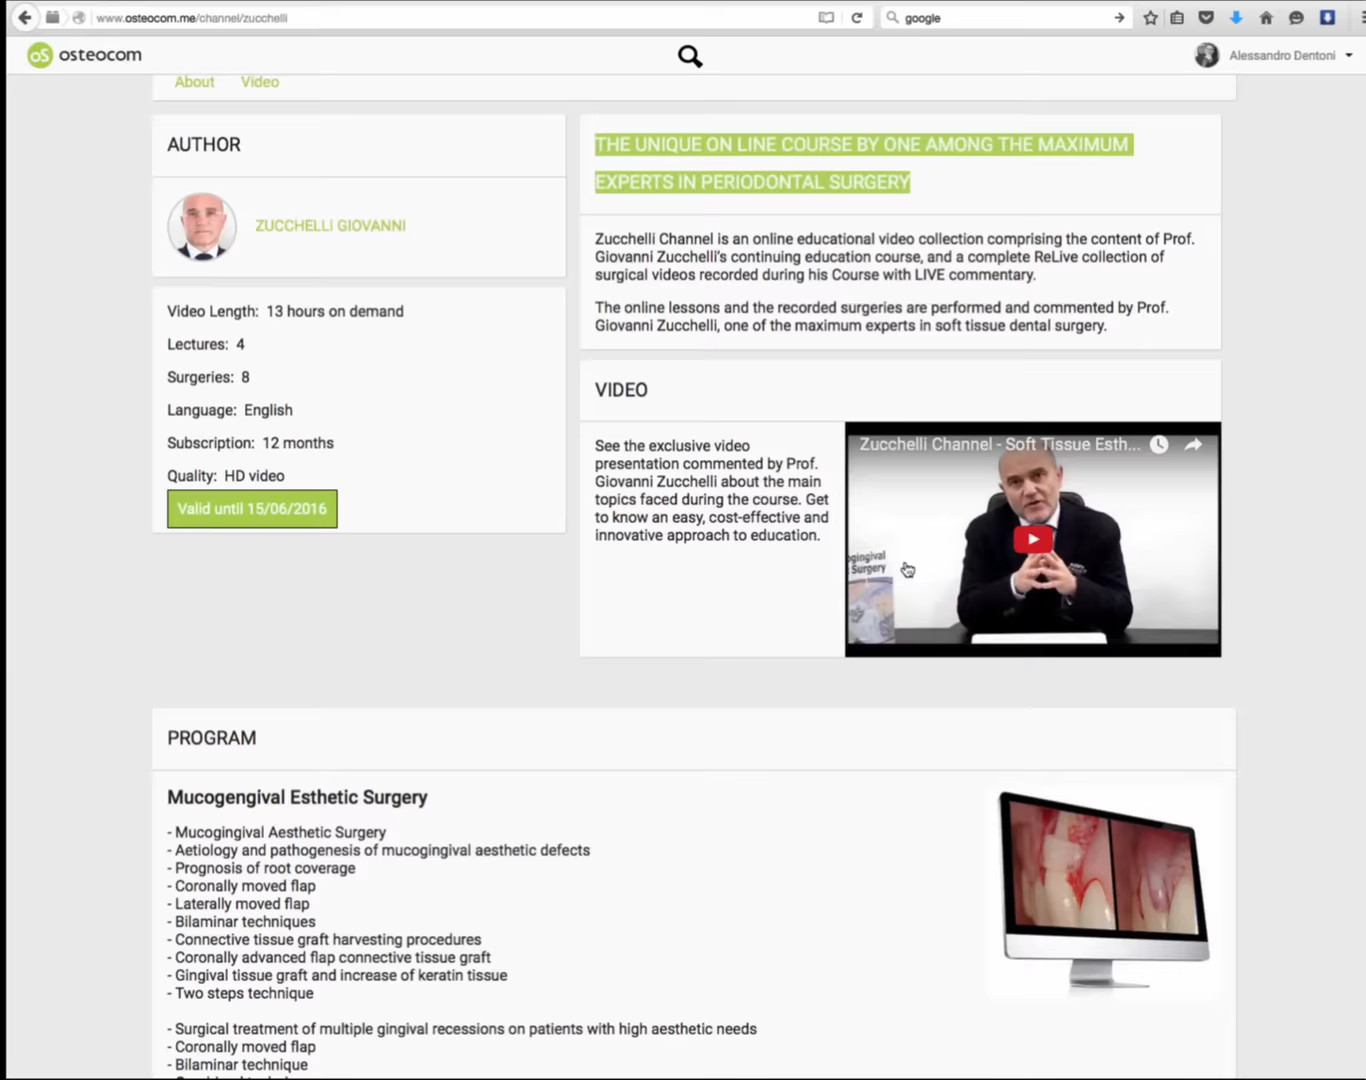 www.osteocom.me/channel/zucchelli
google
oS osteocom
Alessandro Dentoni
About Video
AUTHOR
ZUCCHELLI GIOVANNI
Video Length: 13 hours on demand
Lectures: 4
Surgeries: 8
Language: English
Subscription: 12 months
Quality: HD video
Valid until 15/06/2016
THE UNIQUE ON LINE COURSE BY ONE AMONG THE MAXIMUM
EXPERTS IN PERIODONTAL SURGERY
Zucchelli Channel is an online educational video collection comprising the content of Prof.
Giovanni Zucchelli's continuing education course, and a complete ReLive collection of
surgical videos recorded during his Course with LIVE commentary.
The online lessons and the recorded surgeries are performed and commented by Prof.
Giovanni Zucchelli, one of the maximum experts in soft tissue dental surgery.
VIDEO
See the exclusive video
presentation commented by Prof.
Giovanni Zucchelli about the main
topics faced during the course. Get
to know an easy, cost-effective and
innovative approach to education.
Zucchelli Channel - Soft Tissue Esth...
ogingival
Surgery
PROGRAM
Mucogengival Esthetic Surgery
- Mucogingival Aesthetic Surgery
- Aetiology and pathogenesis of mucogingival aesthetic defects
- Prognosis of root coverage
- Coronally moved flap
- Laterally moved flap
- Bilaminar techniques
- Connective tissue graft harvesting procedures
- Coronally advanced flap connective tissue graft
- Gingival tissue graft and increase of keratin tissue
- Two steps technique
- Surgical treatment of multiple gingival recessions on patients with high aesthetic needs
- Coronally moved flap
- Bilaminar technique